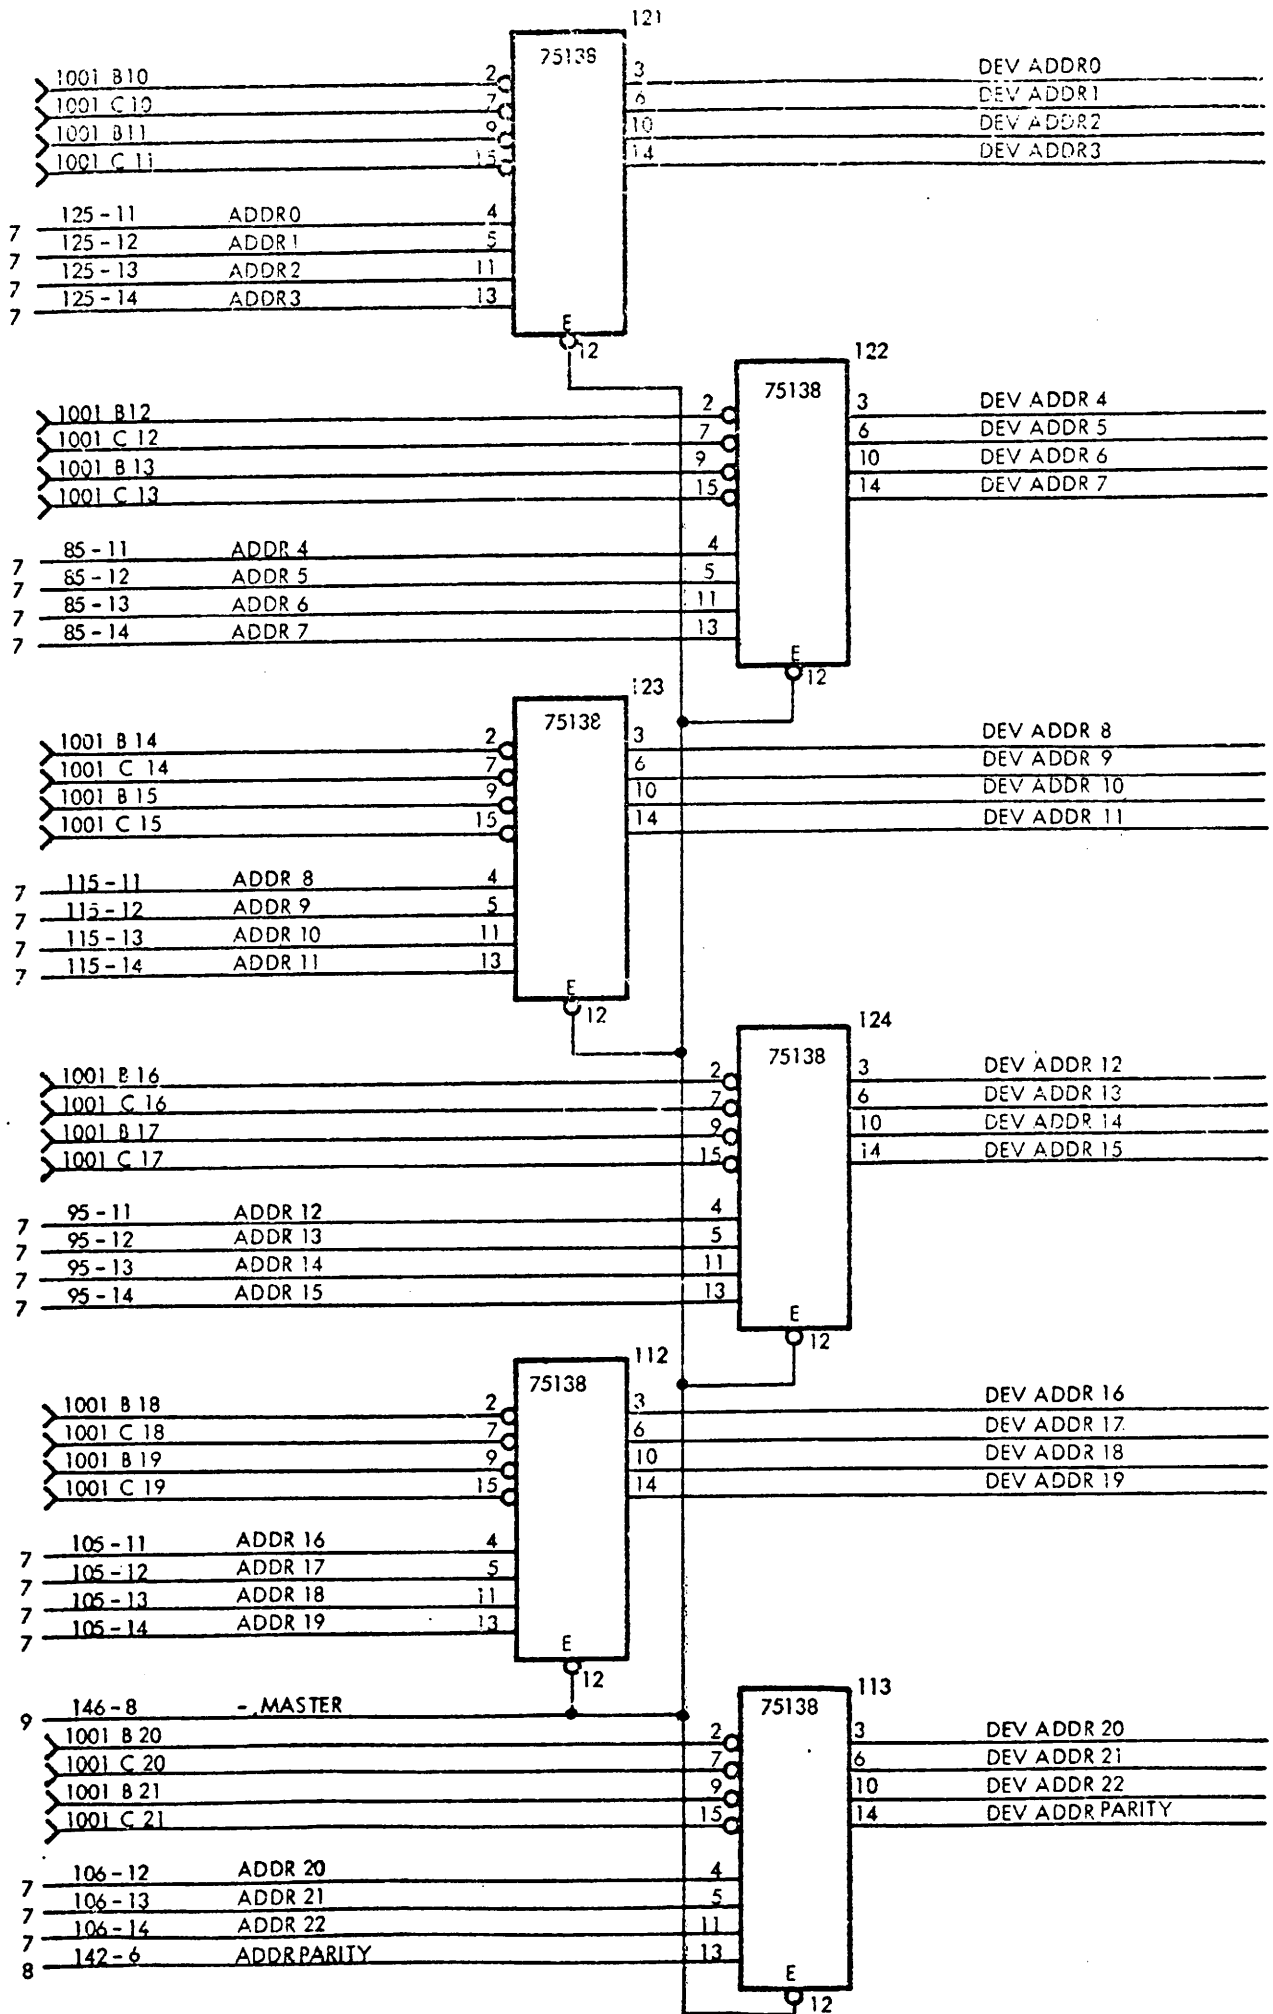 121
75138
1001 B10 2 3 DEV ADDR0
1001 C10 7 6 DEV ADDR1
1001 B11 9 10 DEV ADDR2
1001 C11 15 14 DEV ADDR3
7 125-11 ADDR0 4
7 125-12 ADDR1 5
7 125-13 ADDR2 11
7 125-14 ADDR3 13
E
12
122
75138
1001 B12 2 3 DEV ADDR 4
1001 C 12 7 6 DEV ADDR 5
1001 B 13 9 10 DEV ADDR 6
1001 C 13 15 14 DEV ADDR 7
7 85-11 ADDR 4 4
7 85-12 ADDR 5 5
7 85-13 ADDR 6 11
7 85-14 ADDR 7 13
E
12
123
75138
1001 B 14 2 3 DEV ADDR 8
1001 C 14 7 6 DEV ADDR 9
1001 B 15 9 10 DEV ADDR 10
1001 C 15 15 14 DEV ADDR 11
7 115-11 ADDR 8 4
7 115-12 ADDR 9 5
7 115-13 ADDR 10 11
7 115-14 ADDR 11 13
E
12
124
75138
1001 B 16 2 3 DEV ADDR 12
1001 C 16 7 6 DEV ADDR 13
1001 B 17 9 10 DEV ADDR 14
1001 C 17 15 14 DEV ADDR 15
7 95-11 ADDR 12 4
7 95-12 ADDR 13 5
7 95-13 ADDR 14 11
7 95-14 ADDR 15 13
E
12
112
75138
1001 B 18 2 3 DEV ADDR 16
1001 C 18 7 6 DEV ADDR 17
1001 B 19 9 10 DEV ADDR 18
1001 C 19 15 14 DEV ADDR 19
7 105-11 ADDR 16 4
7 105-12 ADDR 17 5
7 105-13 ADDR 18 11
7 105-14 ADDR 19 13
E
12
9 146-8 - MASTER
113
75138
1001 B 20 2 3 DEV ADDR 20
1001 C 20 7 6 DEV ADDR 21
1001 B 21 9 10 DEV ADDR 22
1001 C 21 15 14 DEV ADDR PARITY
7 106-12 ADDR 20 4
7 106-13 ADDR 21 5
7 106-14 ADDR 22 11
8 142-6 ADDR PARITY 13
E
12